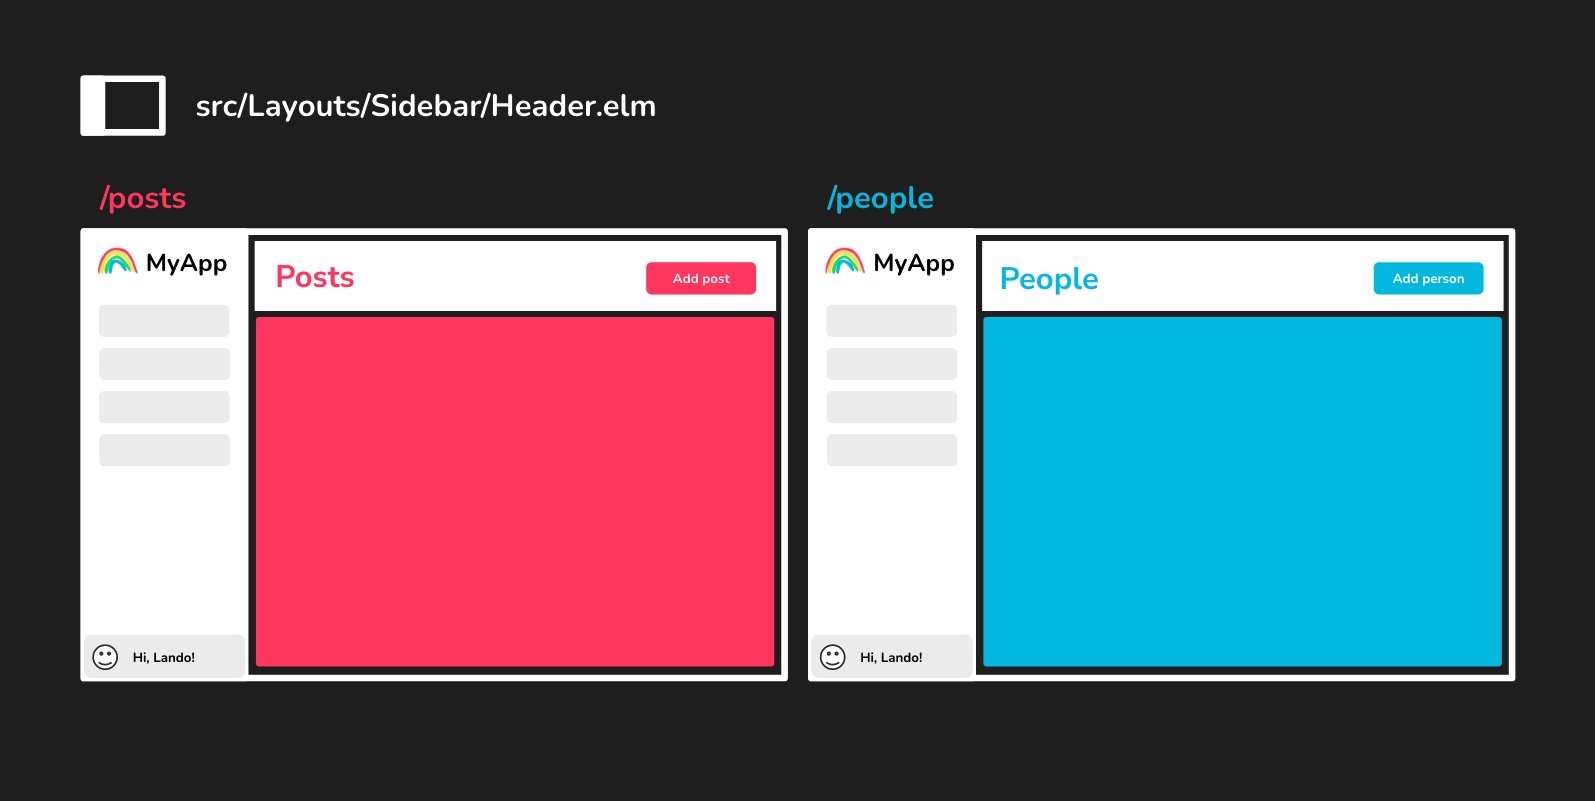 src/Layouts/Sidebar/Header.elm
/posts
MyApp
Posts
Add post
Hi, Lando!
/people
MyApp
People
Add person
Hi, Lando!